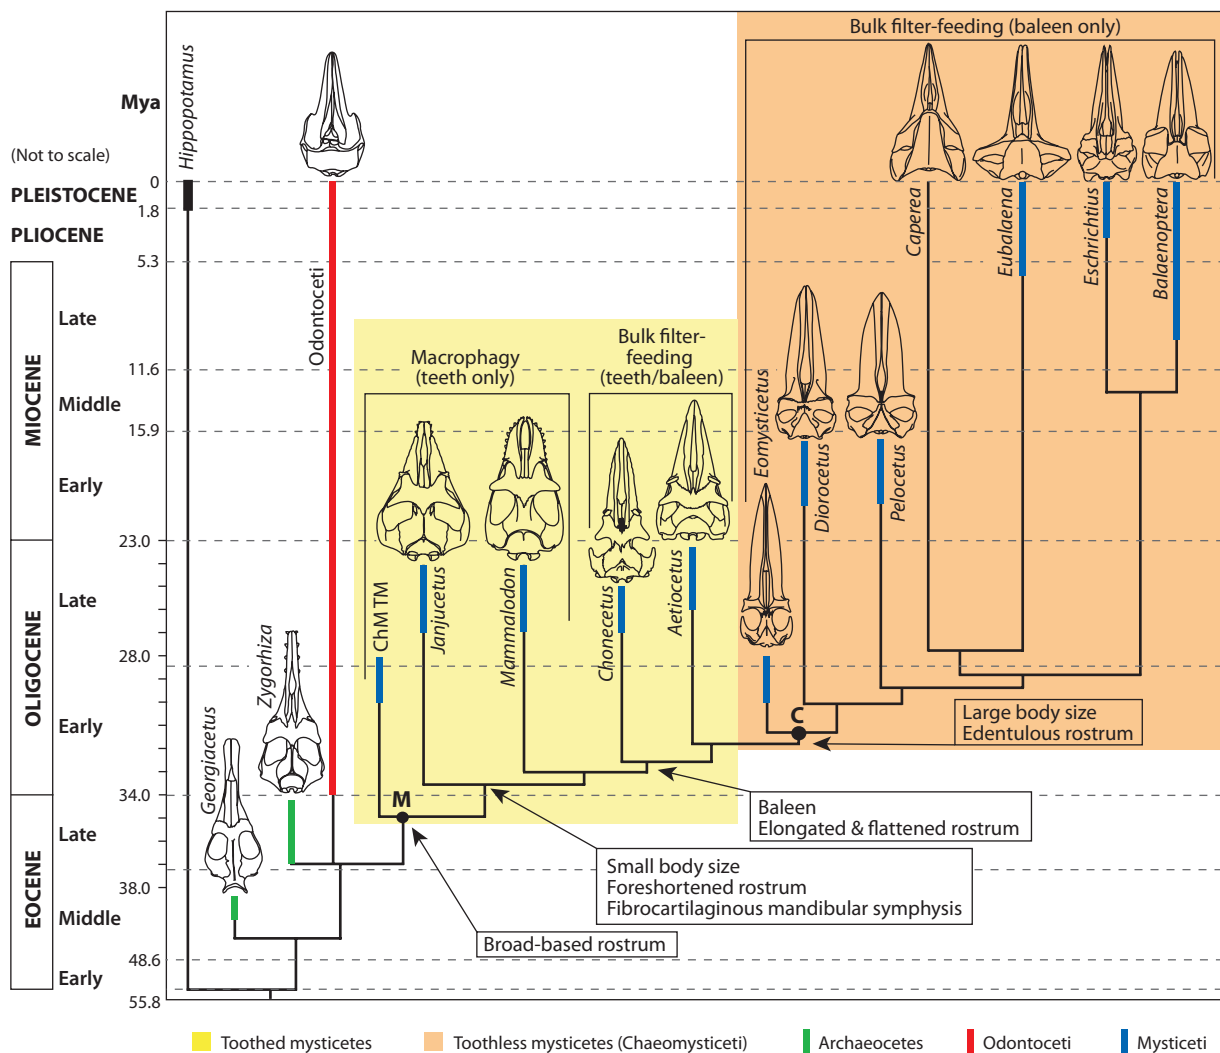 Bulk filter-feeding (baleen only)
Mya
Hippopotamus
(Not to scale)
0
PLEISTOCENE
1.8
PLIOCENE
5.3
MIOCENE
Late
11.6
Middle
15.9
Early
23.0
OLIGOCENE
Late
28.0
Early
34.0
EOCENE
Late
38.0
Middle
48.6
Early
55.8
Odontoceti
Georgiacetus
Zygorhiza
Macrophagy
(teeth only)
Bulk filter-
feeding
(teeth/baleen)
ChM TM
Janjucetus
Mammalodon
Chonecetus
Aetiocetus
Eomysticetus
Diorocetus
Pelocetus
Caperea
Eubalaena
Eschrichtius
Balaenoptera
M
C
Large body size
Edentulous rostrum
Baleen
Elongated & flattened rostrum
Small body size
Foreshortened rostrum
Fibrocartilaginous mandibular symphysis
Broad-based rostrum
Toothed mysticetes
Toothless mysticetes (Chaeomysticeti)
Archaeocetes
Odontoceti
Mysticeti